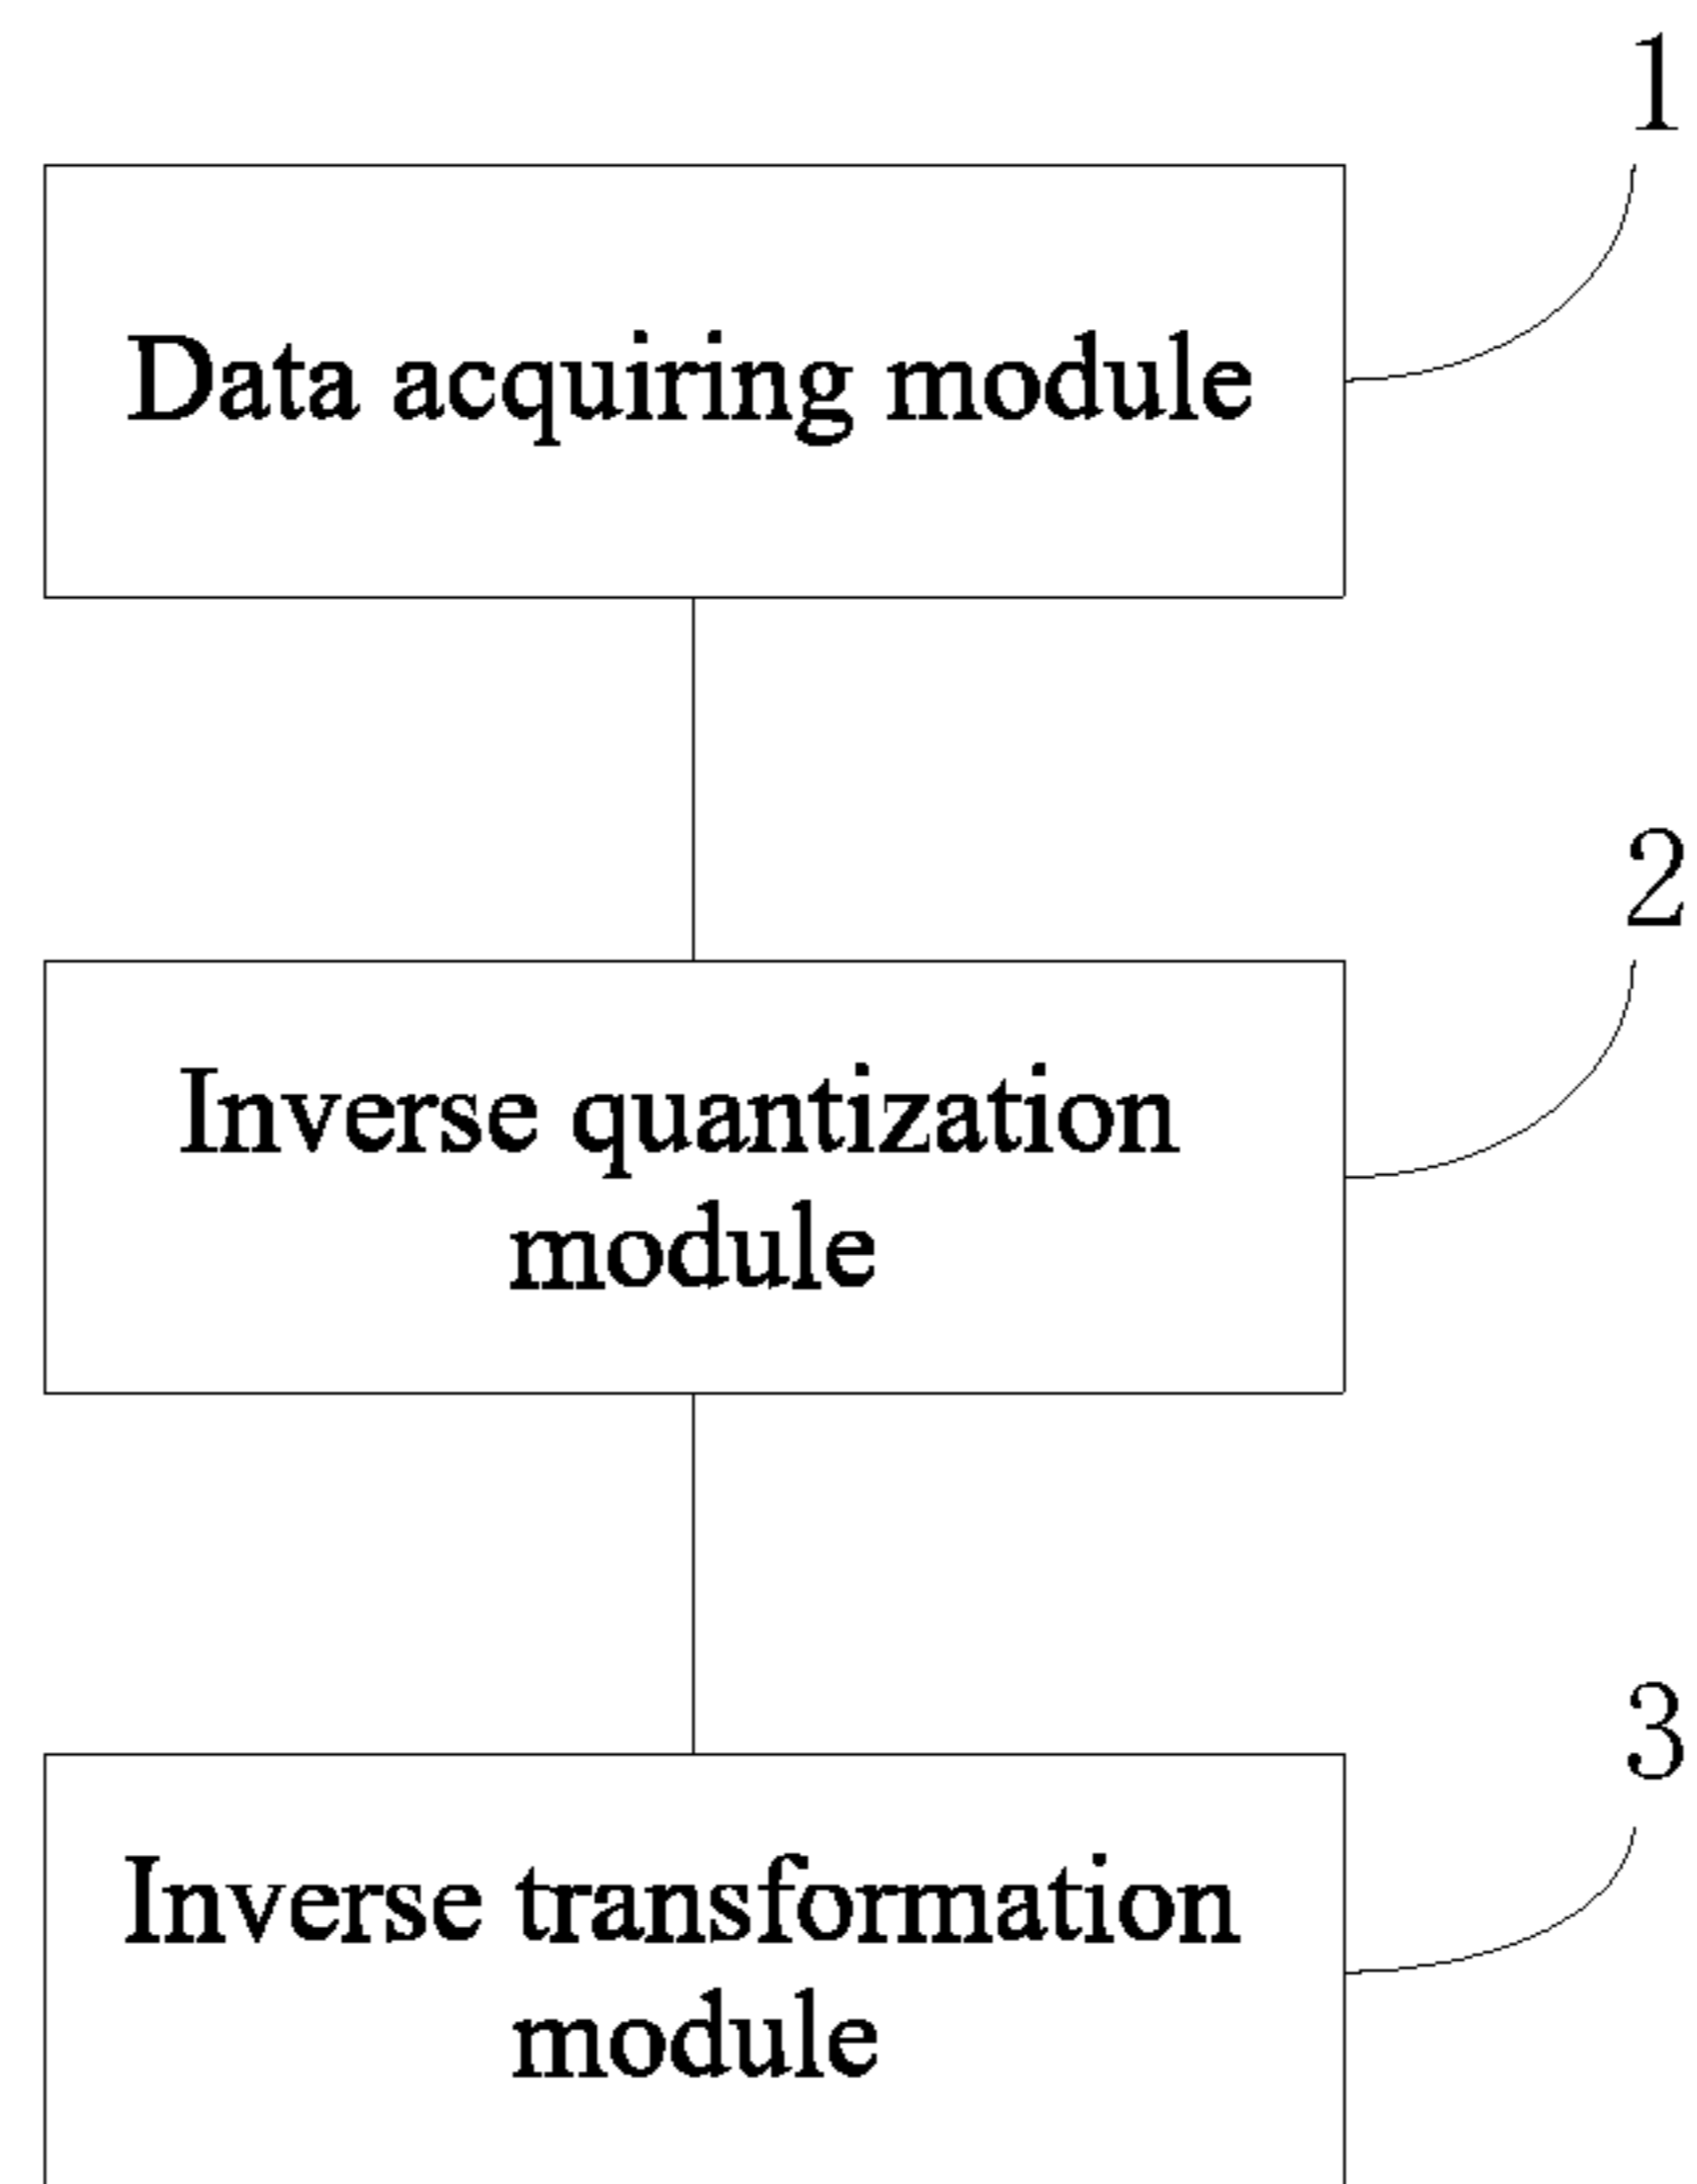 1
Data acquiring module
2
Inverse quantization
module
3
Inverse transformation
module